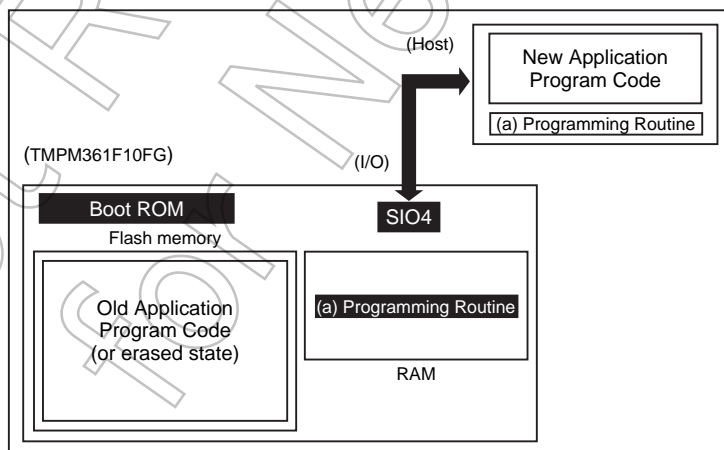 (Host)
New Application
Program Code
(a) Programming Routine
(TMPM361F10FG)
(I/O)
Boot ROM
SIO4
Flash memory
Old Application
Program Code
(or erased state)
(a) Programming Routine
RAM